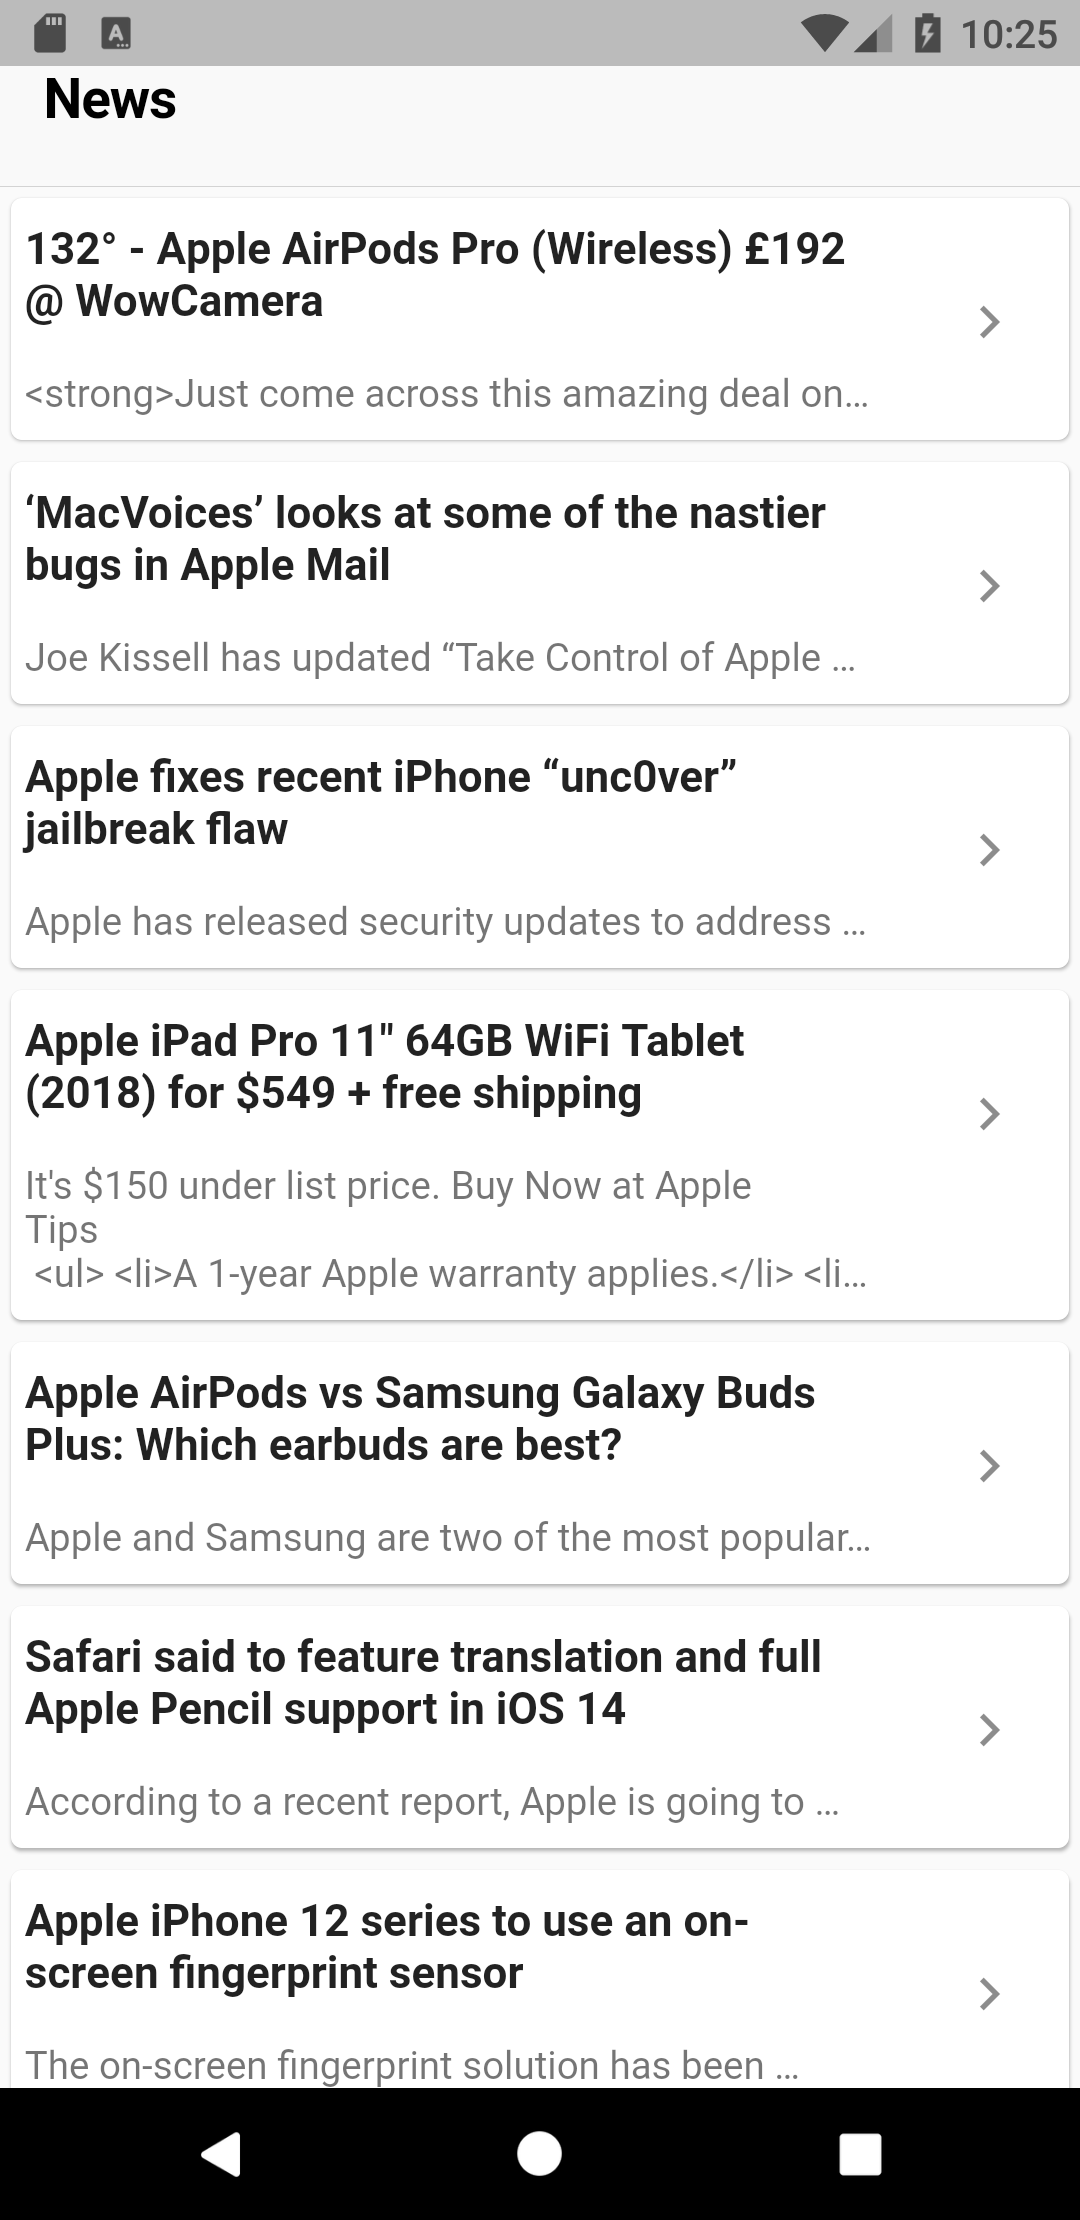 10:25
News
132° - Apple AirPods Pro (Wireless) £192
@ WowCamera
<strong>Just come across this amazing deal on…
‘MacVoices’ looks at some of the nastier
bugs in Apple Mail
Joe Kissell has updated “Take Control of Apple …
Apple fixes recent iPhone “unc0ver”
jailbreak flaw
Apple has released security updates to address …
Apple iPad Pro 11" 64GB WiFi Tablet
(2018) for $549 + free shipping
It's $150 under list price. Buy Now at Apple
Tips
<ul> <li>A 1-year Apple warranty applies.</li> <li…
Apple AirPods vs Samsung Galaxy Buds
Plus: Which earbuds are best?
Apple and Samsung are two of the most popular…
Safari said to feature translation and full
Apple Pencil support in iOS 14
According to a recent report, Apple is going to …
Apple iPhone 12 series to use an on-
screen fingerprint sensor
The on-screen fingerprint solution has been …